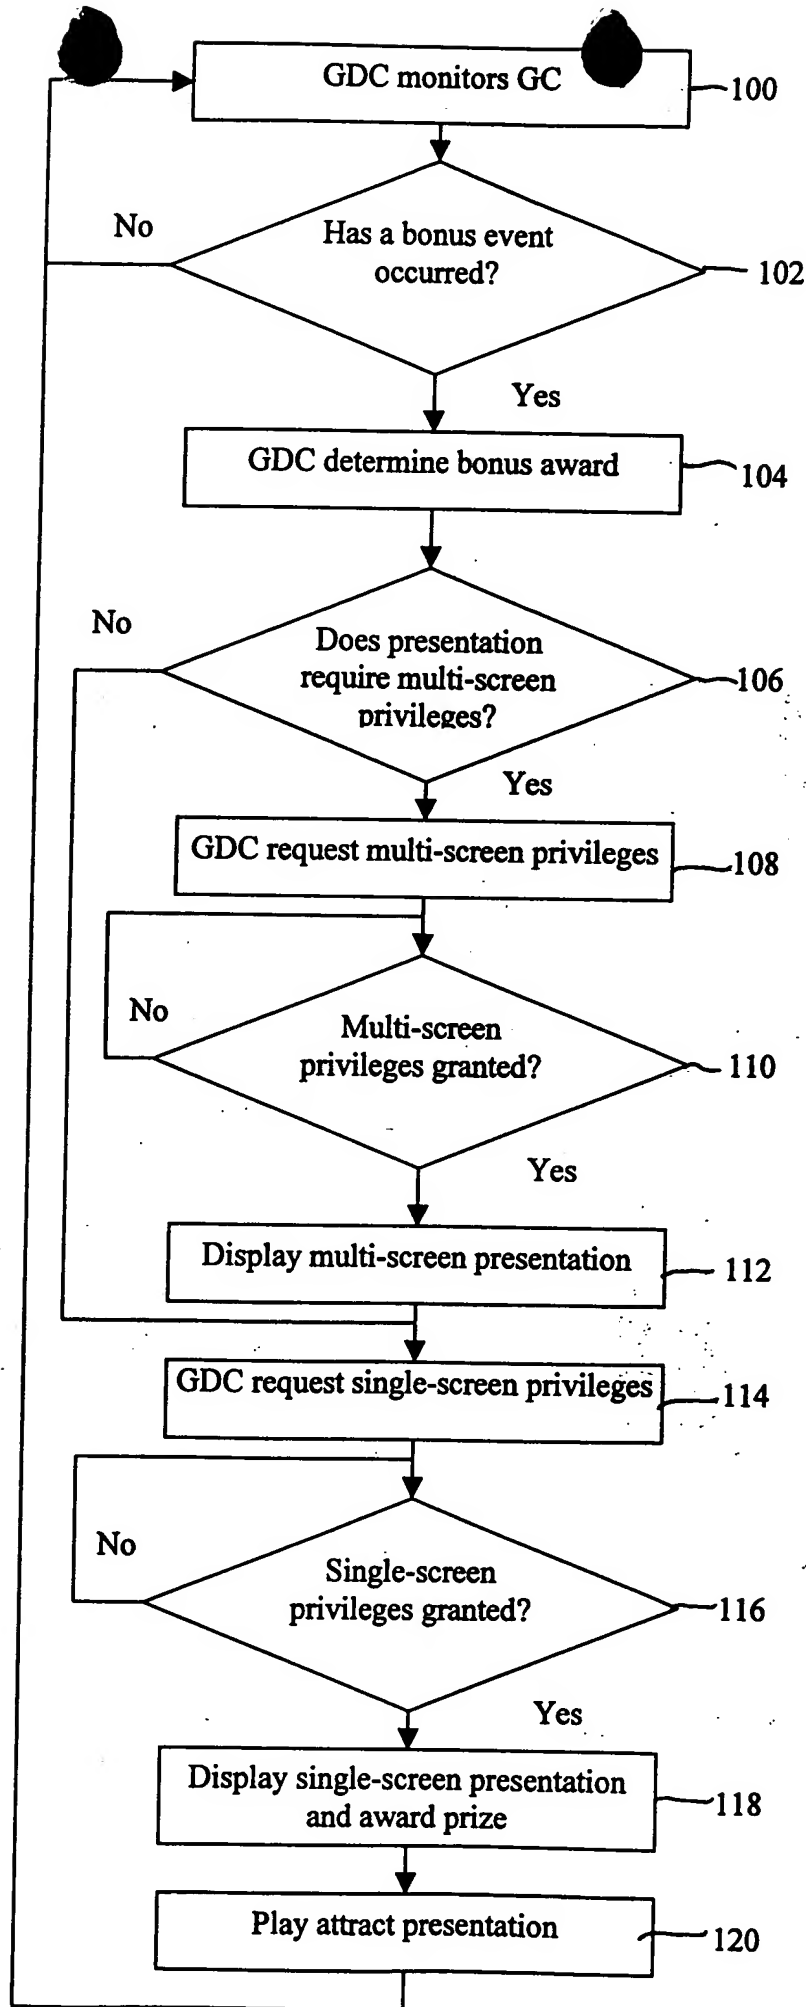 GDC monitors GC
100
No
Has a bonus event
occurred?
102
Yes
GDC determine bonus award
104
No
Does presentation
require multi-screen
privileges?
106
Yes
GDC request multi-screen privileges
108
No
Multi-screen
privileges granted?
110
Yes
Display multi-screen presentation
112
GDC request single-screen privileges
114
No
Single-screen
privileges granted?
116
Yes
Display single-screen presentation
and award prize
118
Play attract presentation
120